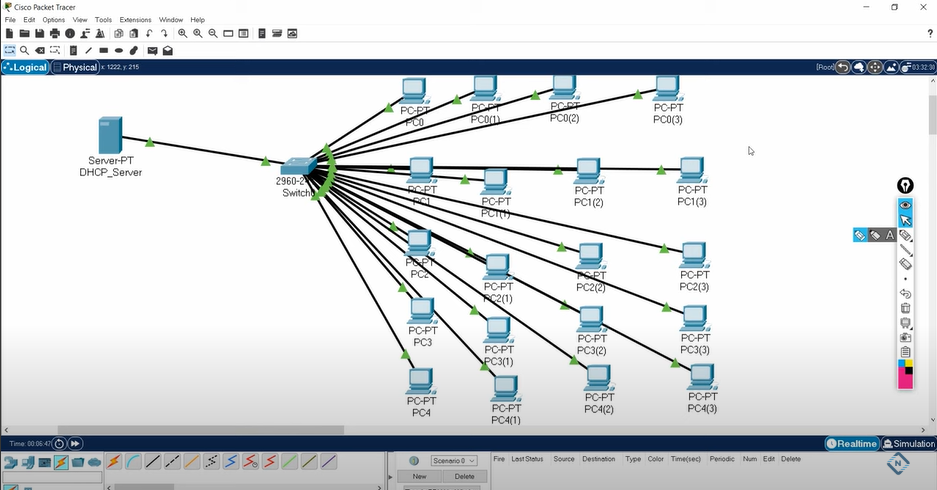 Cisco Packet Tracer
File Edit Options View Tools Extensions Window Help
?
Logical Physical x: 1222, y: 215 [Root] 03:32:30
PC-PT
PC0
PC-PT
PC0(1)
PC-PT
PC0(2)
PC-PT
PC0(3)
Server-PT
DHCP_Server
2960-2
Switch0
PC-PT
PC1
PC-PT
PC1(1)
PC-PT
PC1(2)
PC-PT
PC1(3)
A
PC-PT
PC2
PC-PT
PC2(1)
PC-PT
PC2(2)
PC-PT
PC2(3)
PC-PT
PC3
PC-PT
PC3(1)
PC-PT
PC3(2)
PC-PT
PC3(3)
PC-PT
PC4
PC-PT
PC4(1)
PC-PT
PC4(2)
PC-PT
PC4(3)
Time: 00:06:47 Realtime Simulation
Scenario 0 Fire Last Status Source Destination Type Color Time(sec) Periodic Num Edit Delete
New Delete
N